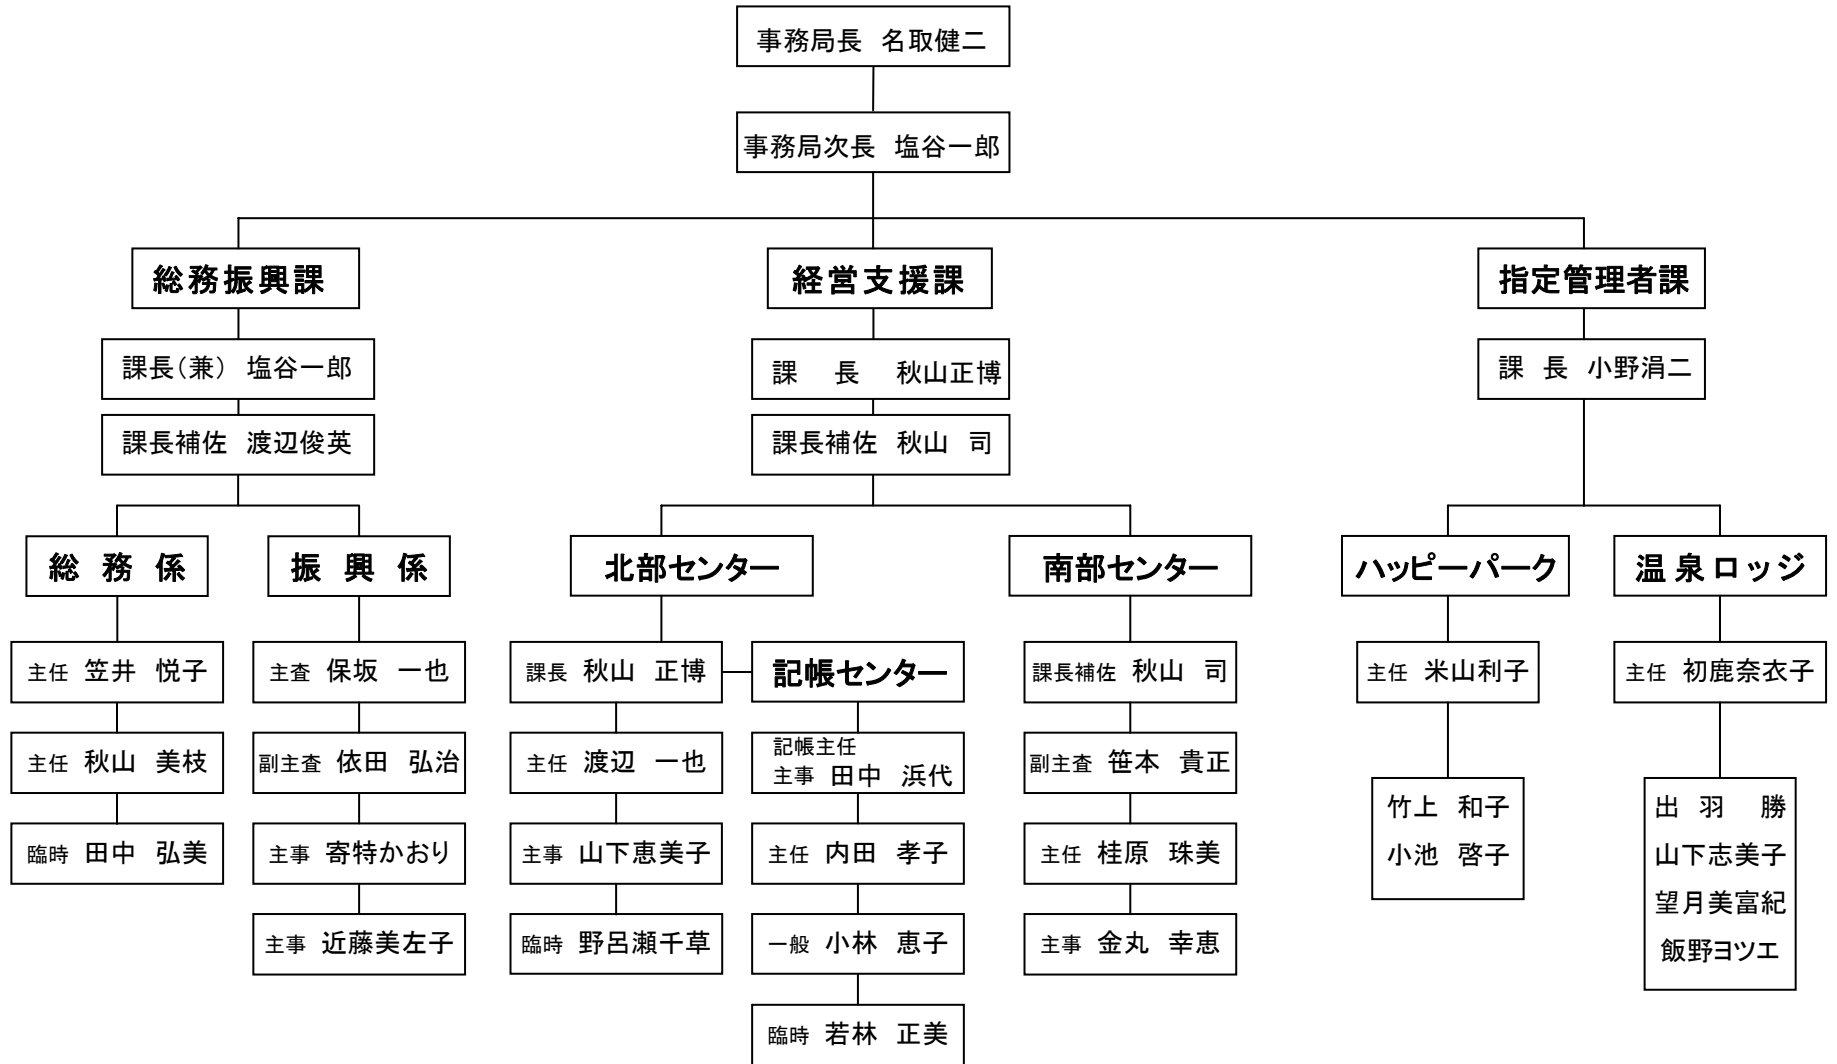 事務局長 名取健二
事務局次長 塩谷一郎
総務振興課
経営支援課
指定管理者課
課長(兼) 塩谷一郎
課 長 秋山正博
課 長 小野涓二
課長補佐 渡辺俊英
課長補佐 秋山 司
総 務 係
振 興 係
北部センター
南部センター
ハッピーパーク
温泉ロッジ
主任 笠井 悦子
主査 保坂 一也
課長 秋山 正博
記帳センター
課長補佐 秋山 司
主任 米山利子
主任 初鹿奈衣子
主任 秋山 美枝
副主査 依田 弘治
主任 渡辺 一也
記帳主任
主事 田中 浜代
副主査 笹本 貴正
臨時 田中 弘美
主事 寄特かおり
主事 山下恵美子
主任 内田 孝子
主任 桂原 珠美
竹上 和子
小池 啓子
出 羽 勝
山下志美子
望月美富紀
飯野ヨツエ
主事 近藤美左子
臨時 野呂瀬千草
一般 小林 恵子
主事 金丸 幸恵
臨時 若林 正美